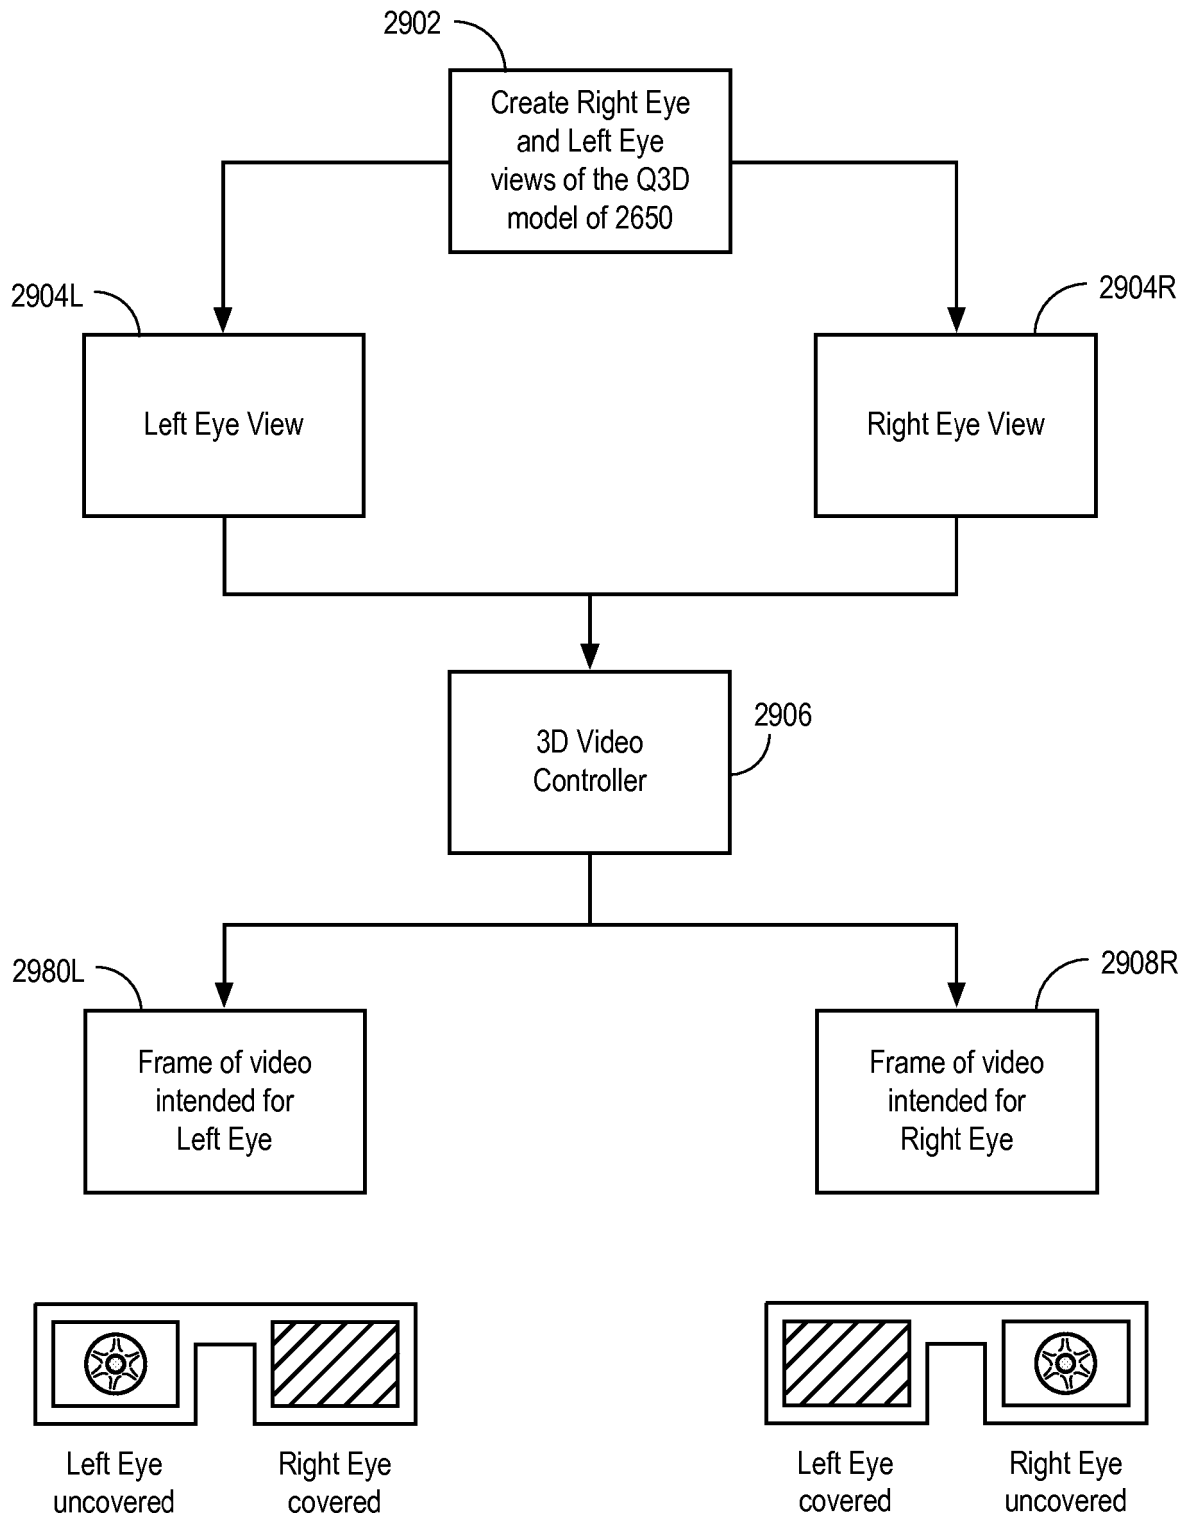 2902
Create Right Eye
and Left Eye
views of the Q3D
model of 2650
2904L
2904R
Left Eye View
Right Eye View
2906
3D Video
Controller
2980L
2908R
Frame of video
intended for
Left Eye
Frame of video
intended for
Right Eye
Left Eye
uncovered
Right Eye
covered
Left Eye
covered
Right Eye
uncovered